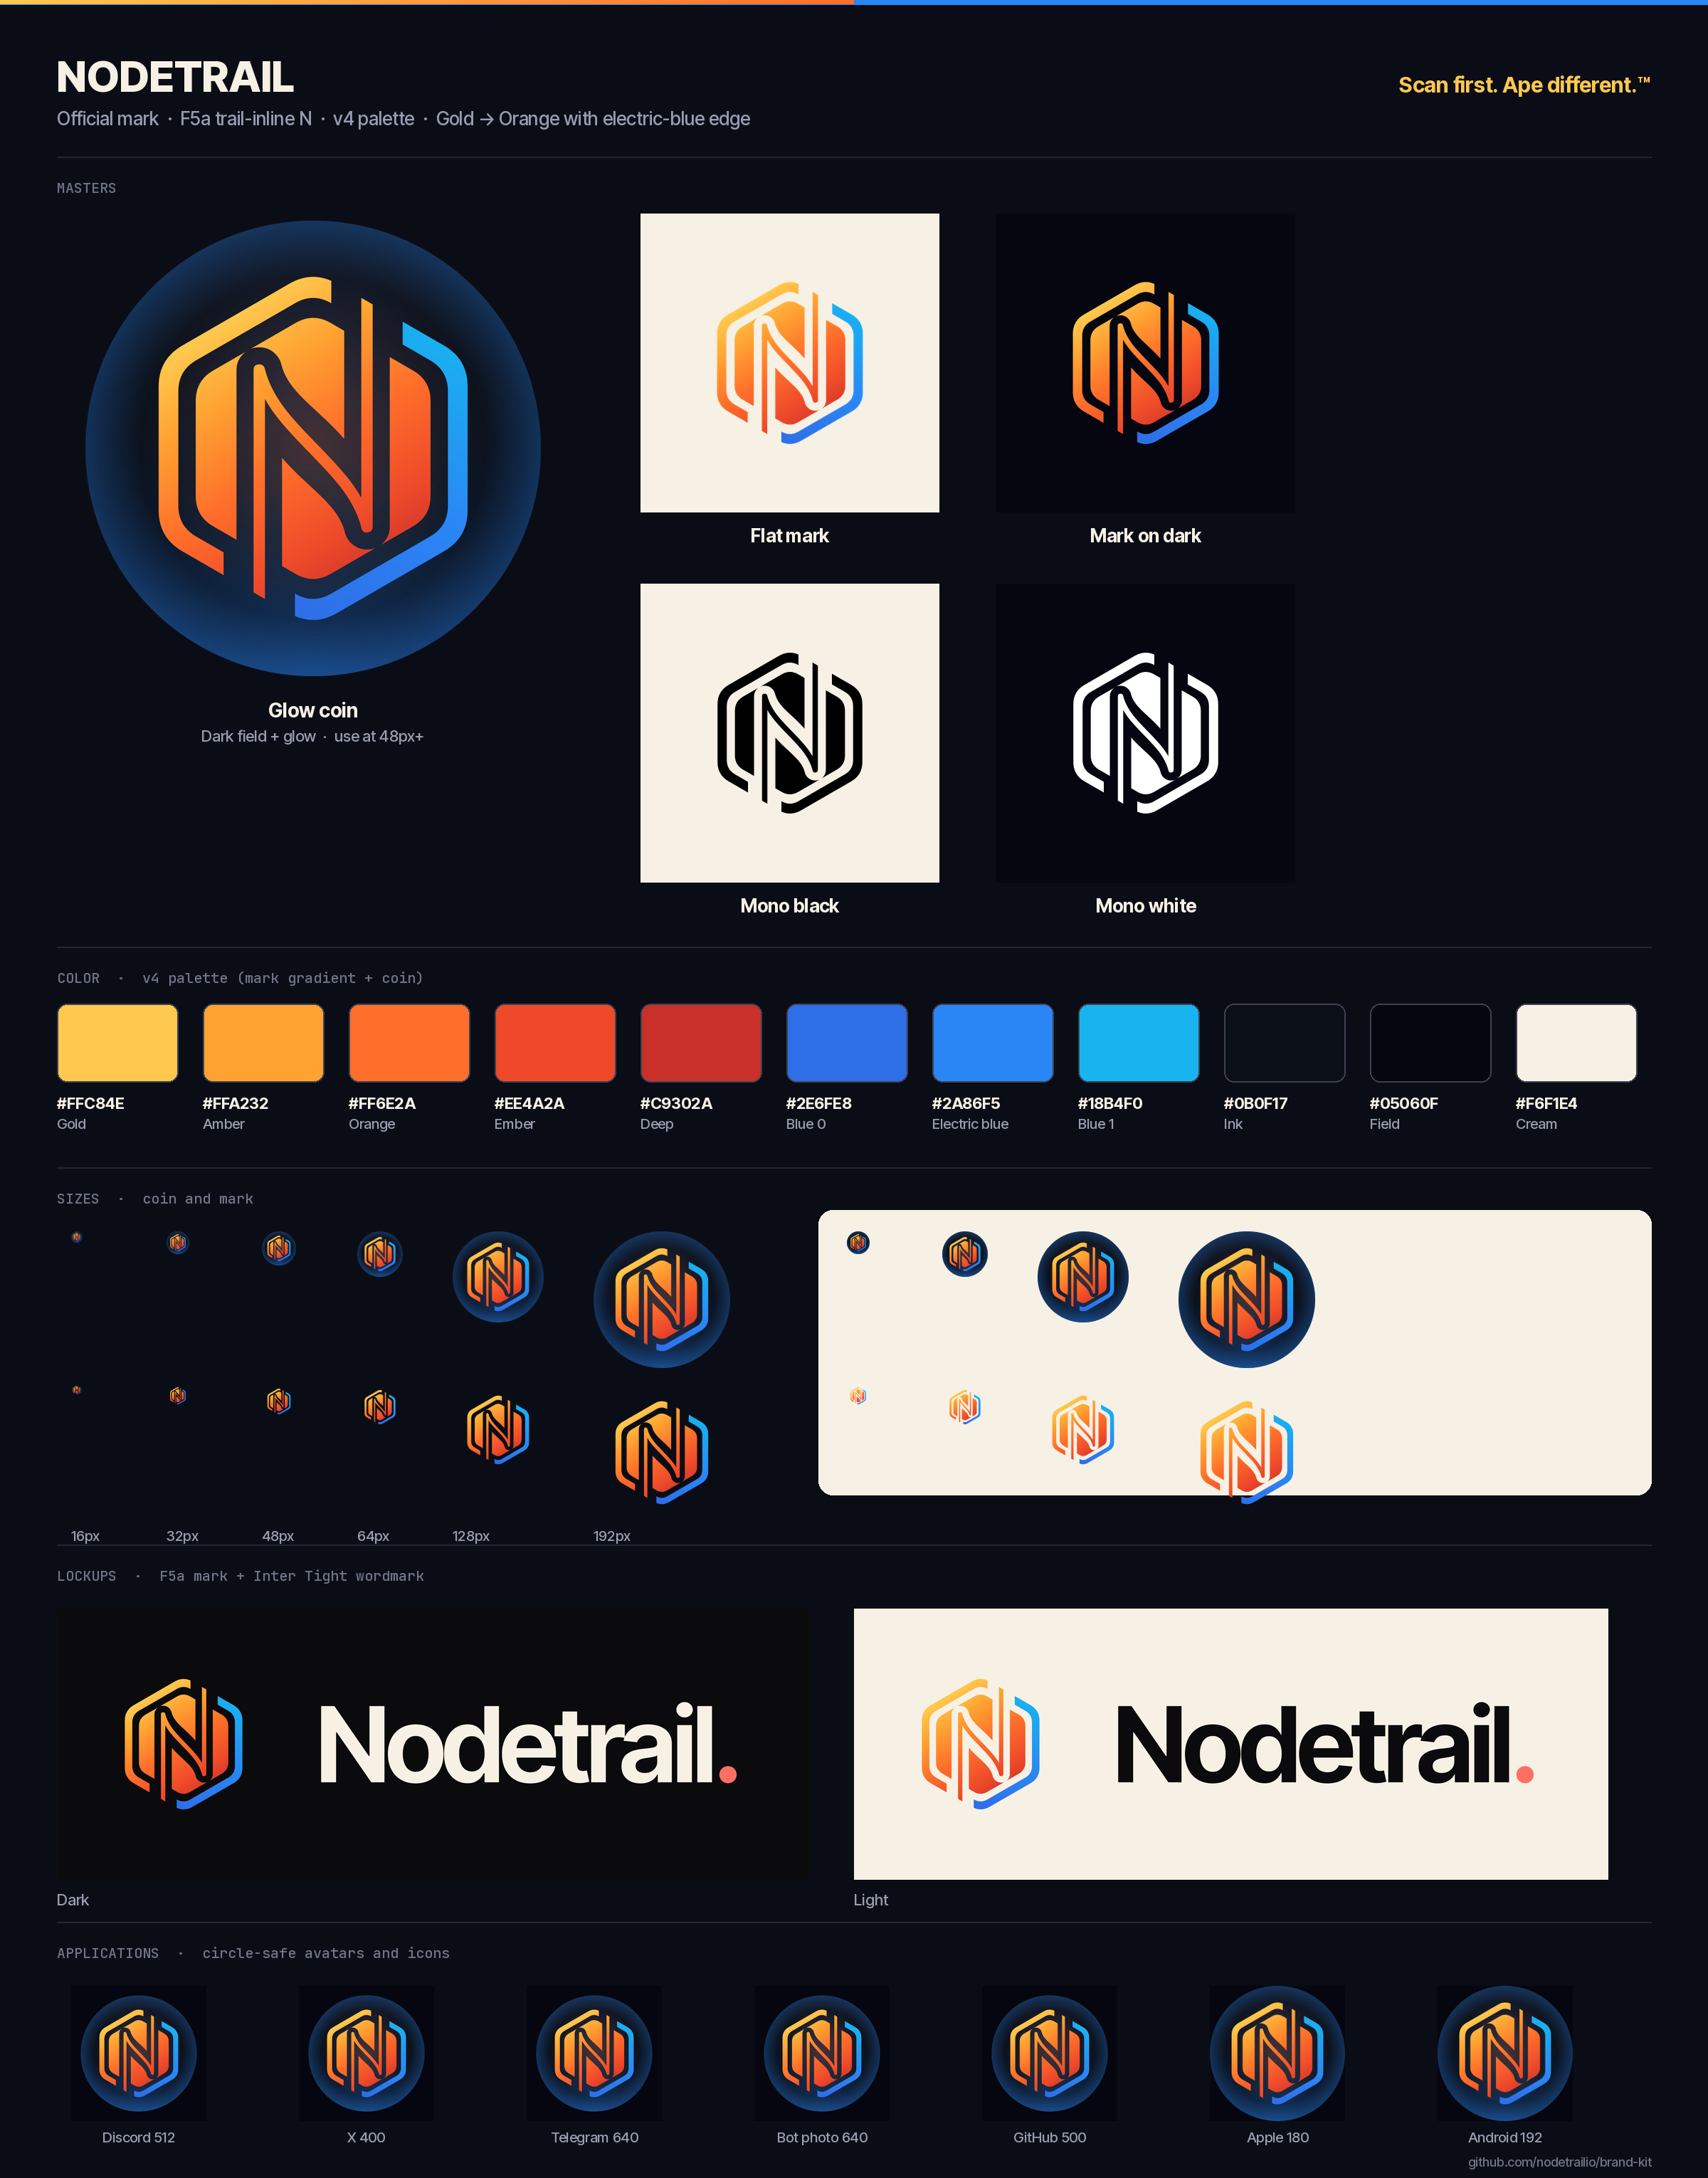 NODETRAIL
Scan first. Ape different.™
Official mark · F5a trail-inline N · v4 palette · Gold → Orange with electric-blue edge
MASTERS
Glow coin
Dark field + glow · use at 48px+
Flat mark
Mark on dark
Mono black
Mono white
COLOR · v4 palette (mark gradient + coin)
#FFC84E
Gold
#FFA232
Amber
#FF6E2A
Orange
#EE4A2A
Ember
#C9302A
Deep
#2E6FE8
Blue 0
#2A86F5
Electric blue
#18B4F0
Blue 1
#0B0F17
Ink
#05060F
Field
#F6F1E4
Cream
SIZES · coin and mark
16px
32px
48px
64px
128px
192px
LOCKUPS · F5a mark + Inter Tight wordmark
Nodetrail.
Nodetrail.
Dark
Light
APPLICATIONS · circle-safe avatars and icons
Discord 512
X 400
Telegram 640
Bot photo 640
GitHub 500
Apple 180
Android 192
github.com/nodetrailio/brand-kit